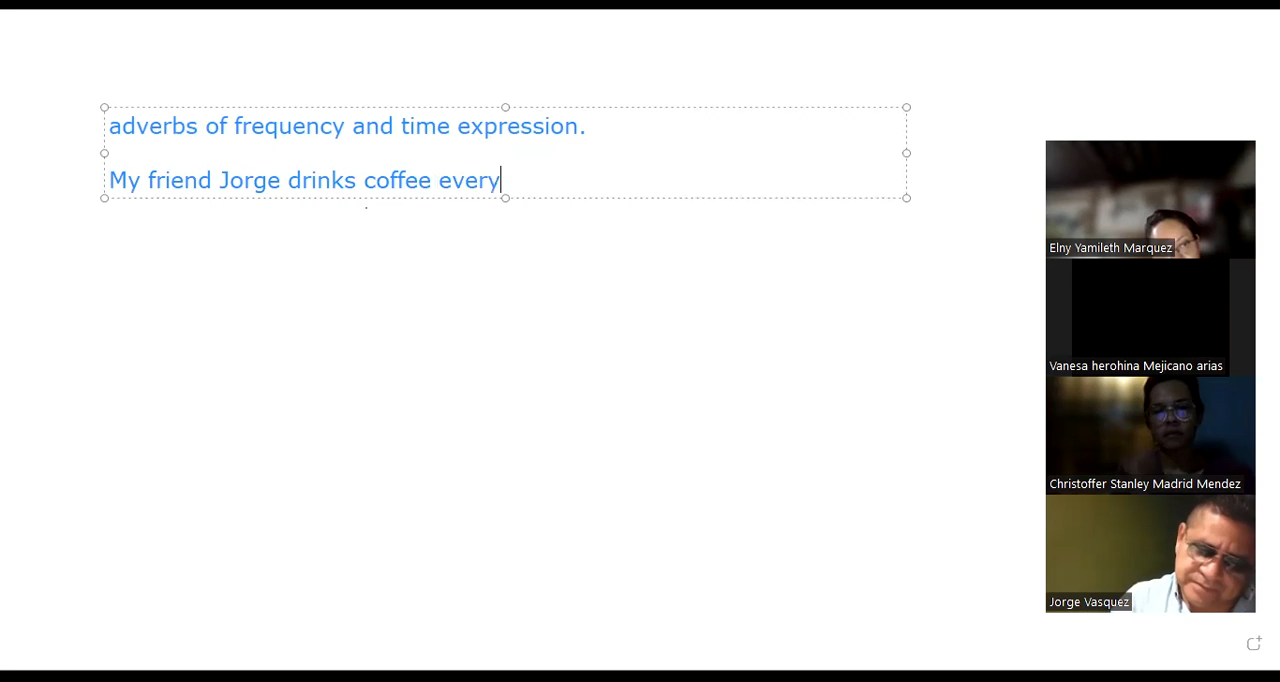 adverbs of frequency and time expression.
My friend Jorge drinks coffee every
Elny Yamileth Marquez
Vanesa herohina Mejicano arias
Christoffer Stanley Madrid Mendez
Jorge Vasquez